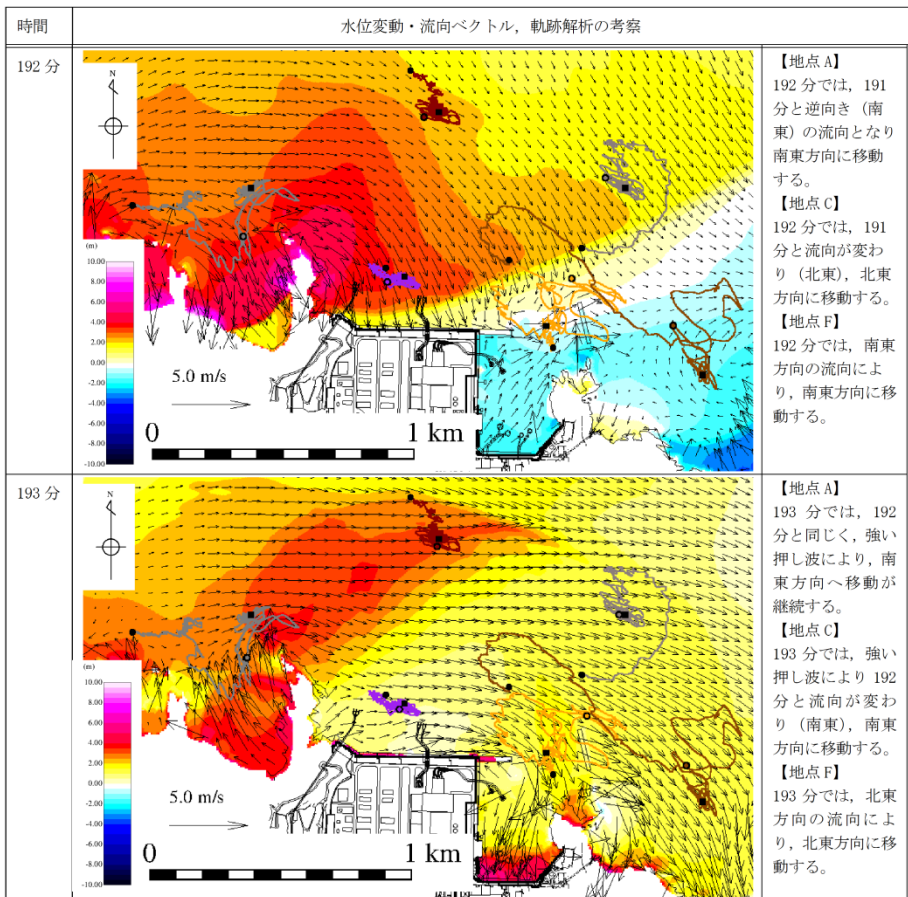 時間
水位変動・流向ベクトル，軌跡解析の考察
192 分
N
(m)
10.00
8.00
6.00
4.00
2.00
0.00
-2.00
-4.00
-6.00
-8.00
-10.00
5.0 m/s
0
1 km
【地点 A】
192 分では，191
分と逆向き（南
東）の流向となり
南東方向に移動
する。
【地点 C】
192 分では，191
分と流向が変わ
り（北東），北東
方向に移動する。
【地点 F】
192 分では，南東
方向の流向によ
り，南東方向に移
動する。
193 分
N
(m)
10.00
8.00
6.00
4.00
2.00
0.00
-2.00
-4.00
-6.00
-8.00
-10.00
5.0 m/s
0
1 km
【地点 A】
193 分では，192
分と同じく，強い
押し波により，南
東方向へ移動が
継続する。
【地点 C】
193 分では，強い
押し波により 192
分と流向が変わ
り（南東），南東
方向に移動する。
【地点 F】
193 分では，北東
方向の流向によ
り，北東方向に移
動する。